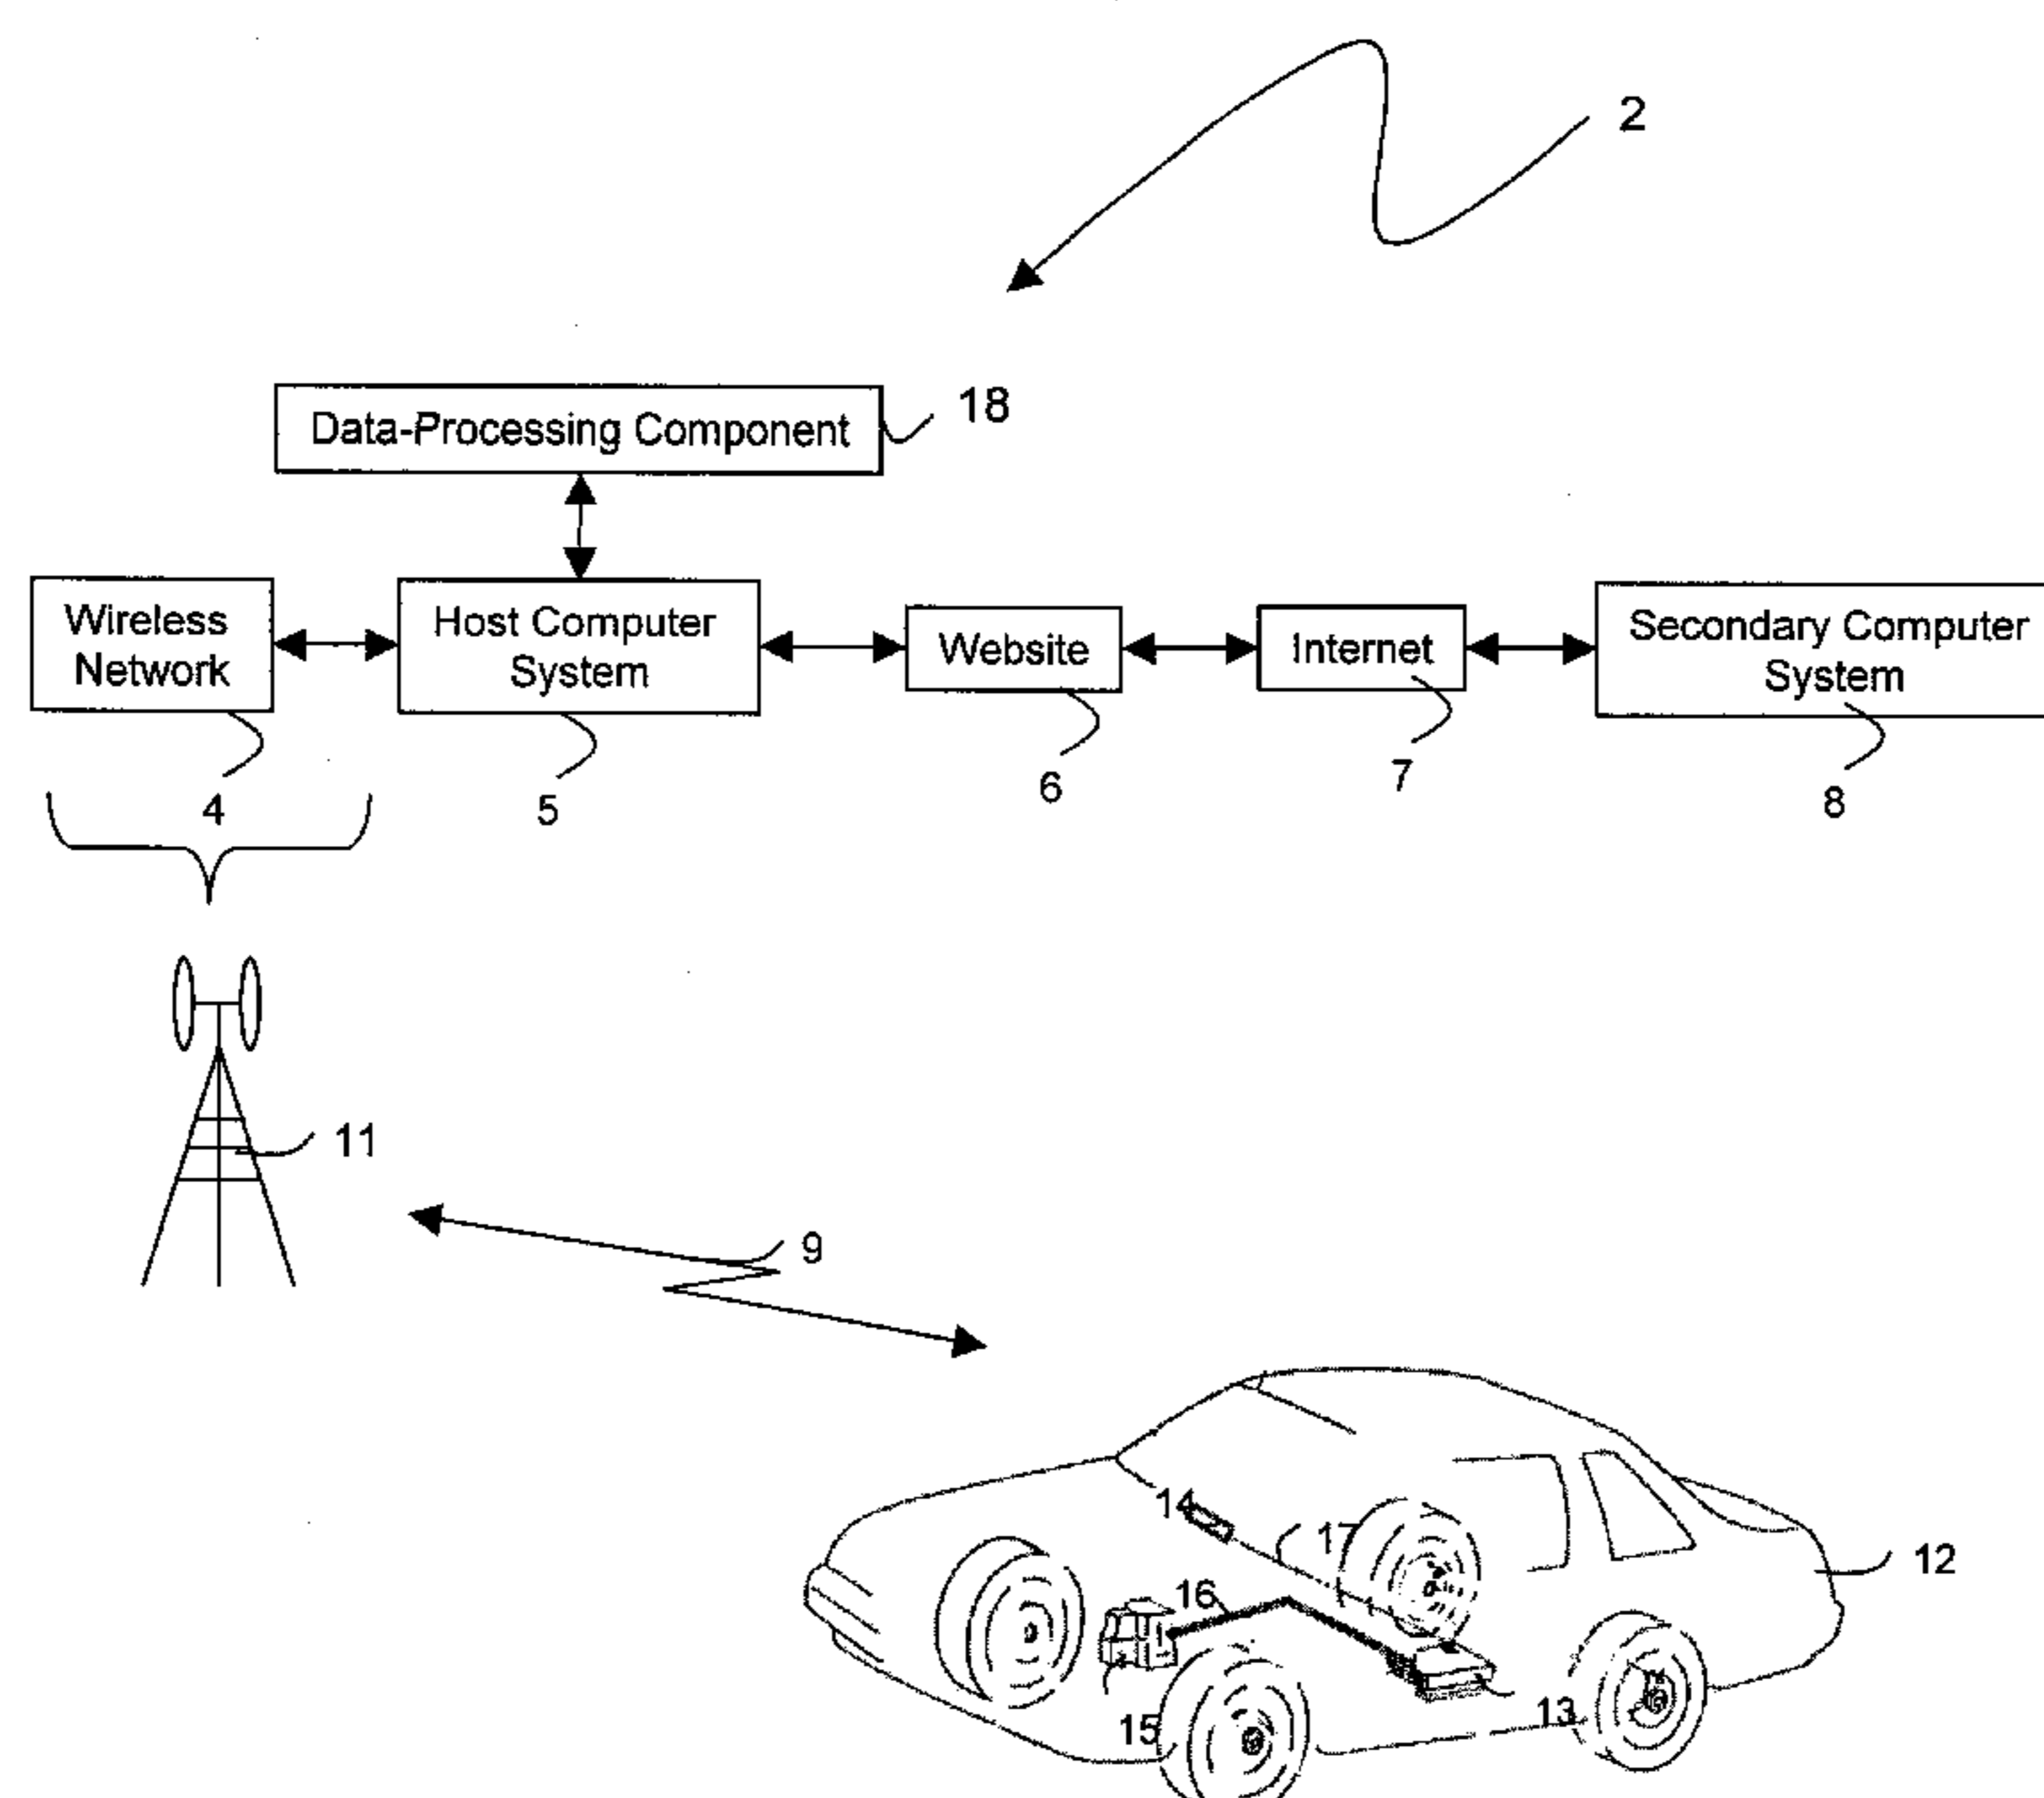 2
Data-Processing Component
18
Wireless
Network
Host Computer
System
Website
Internet
Secondary Computer
System
4
5
6
7
8
11
9
14
17
12
16
15
13